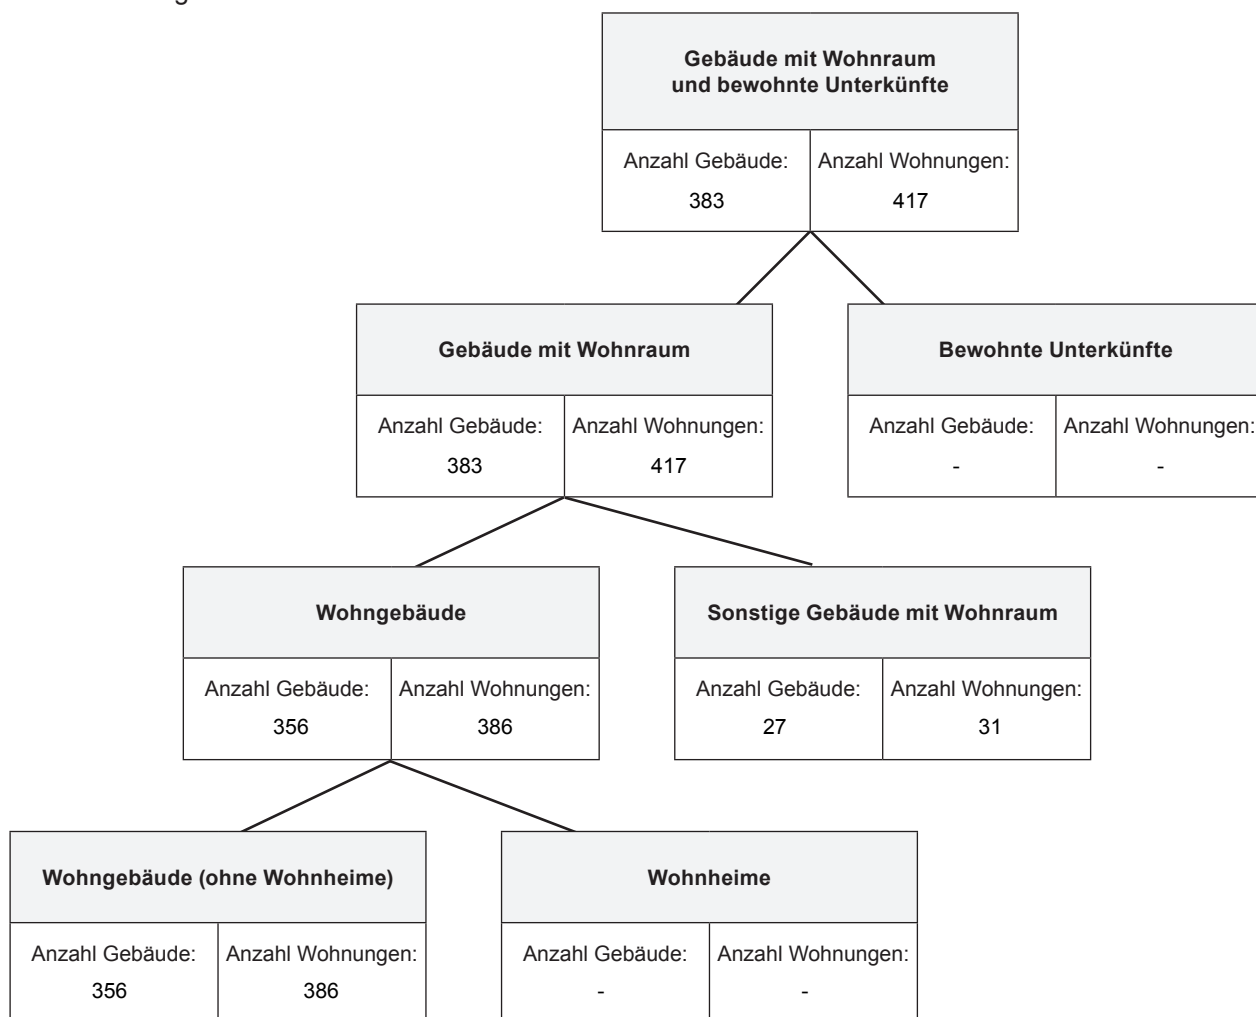 Gebäude mit Wohnraum
und bewohnte Unterkünfte
Anzahl Gebäude: Anzahl Wohnungen:
383 417
Gebäude mit Wohnraum
Anzahl Gebäude: Anzahl Wohnungen:
383 417
Bewohnte Unterkünfte
Anzahl Gebäude: Anzahl Wohnungen:
- -
Wohngebäude
Anzahl Gebäude: Anzahl Wohnungen:
356 386
Sonstige Gebäude mit Wohnraum
Anzahl Gebäude: Anzahl Wohnungen:
27 31
Wohngebäude (ohne Wohnheime)
Anzahl Gebäude: Anzahl Wohnungen:
356 386
Wohnheime
Anzahl Gebäude: Anzahl Wohnungen:
- -